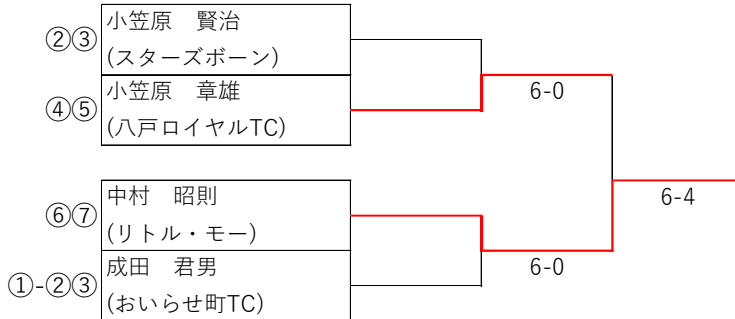 ②③
小笠原　賢治
(スターズボーン)
④⑤
小笠原　章雄
(八戸ロイヤルTC)
6-0
⑥⑦
中村　昭則
(リトル・モー)
6-4
①-②③
成田　君男
(おいらせ町TC)
6-0